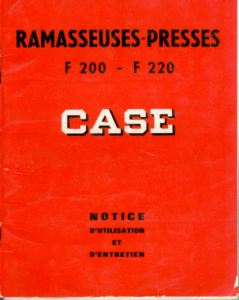 RAMASSEUSES-PRESSES
F 200 - F 220
CASE
NOTICE
D'UTILISATION
ET
D'ENTRETIEN